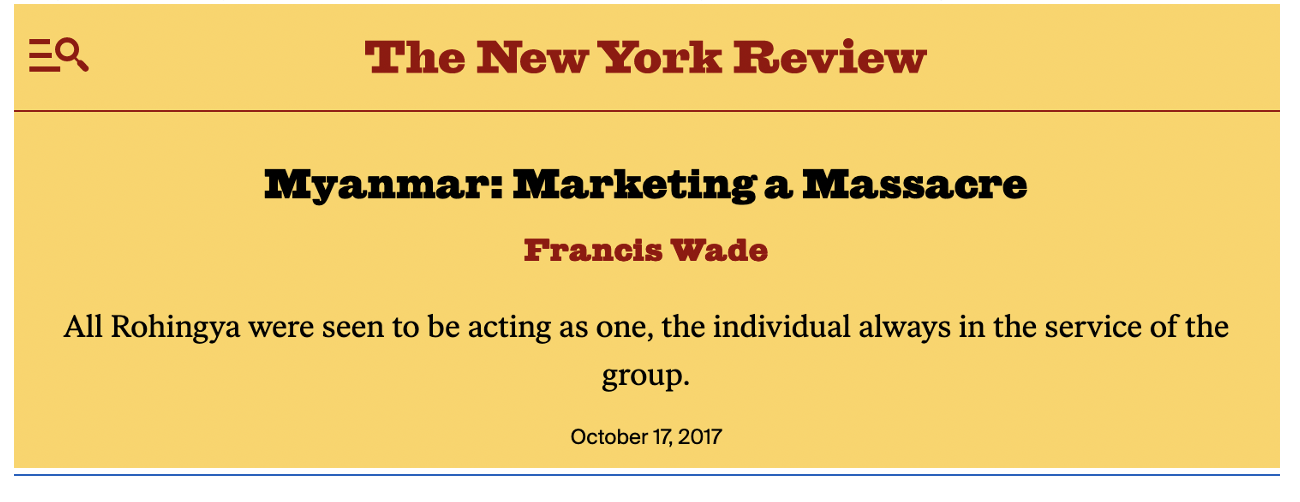 The New York Review
Myanmar: Marketing a Massacre
Francis Wade
All Rohingya were seen to be acting as one, the individual always in the service of the
group.
October 17, 2017